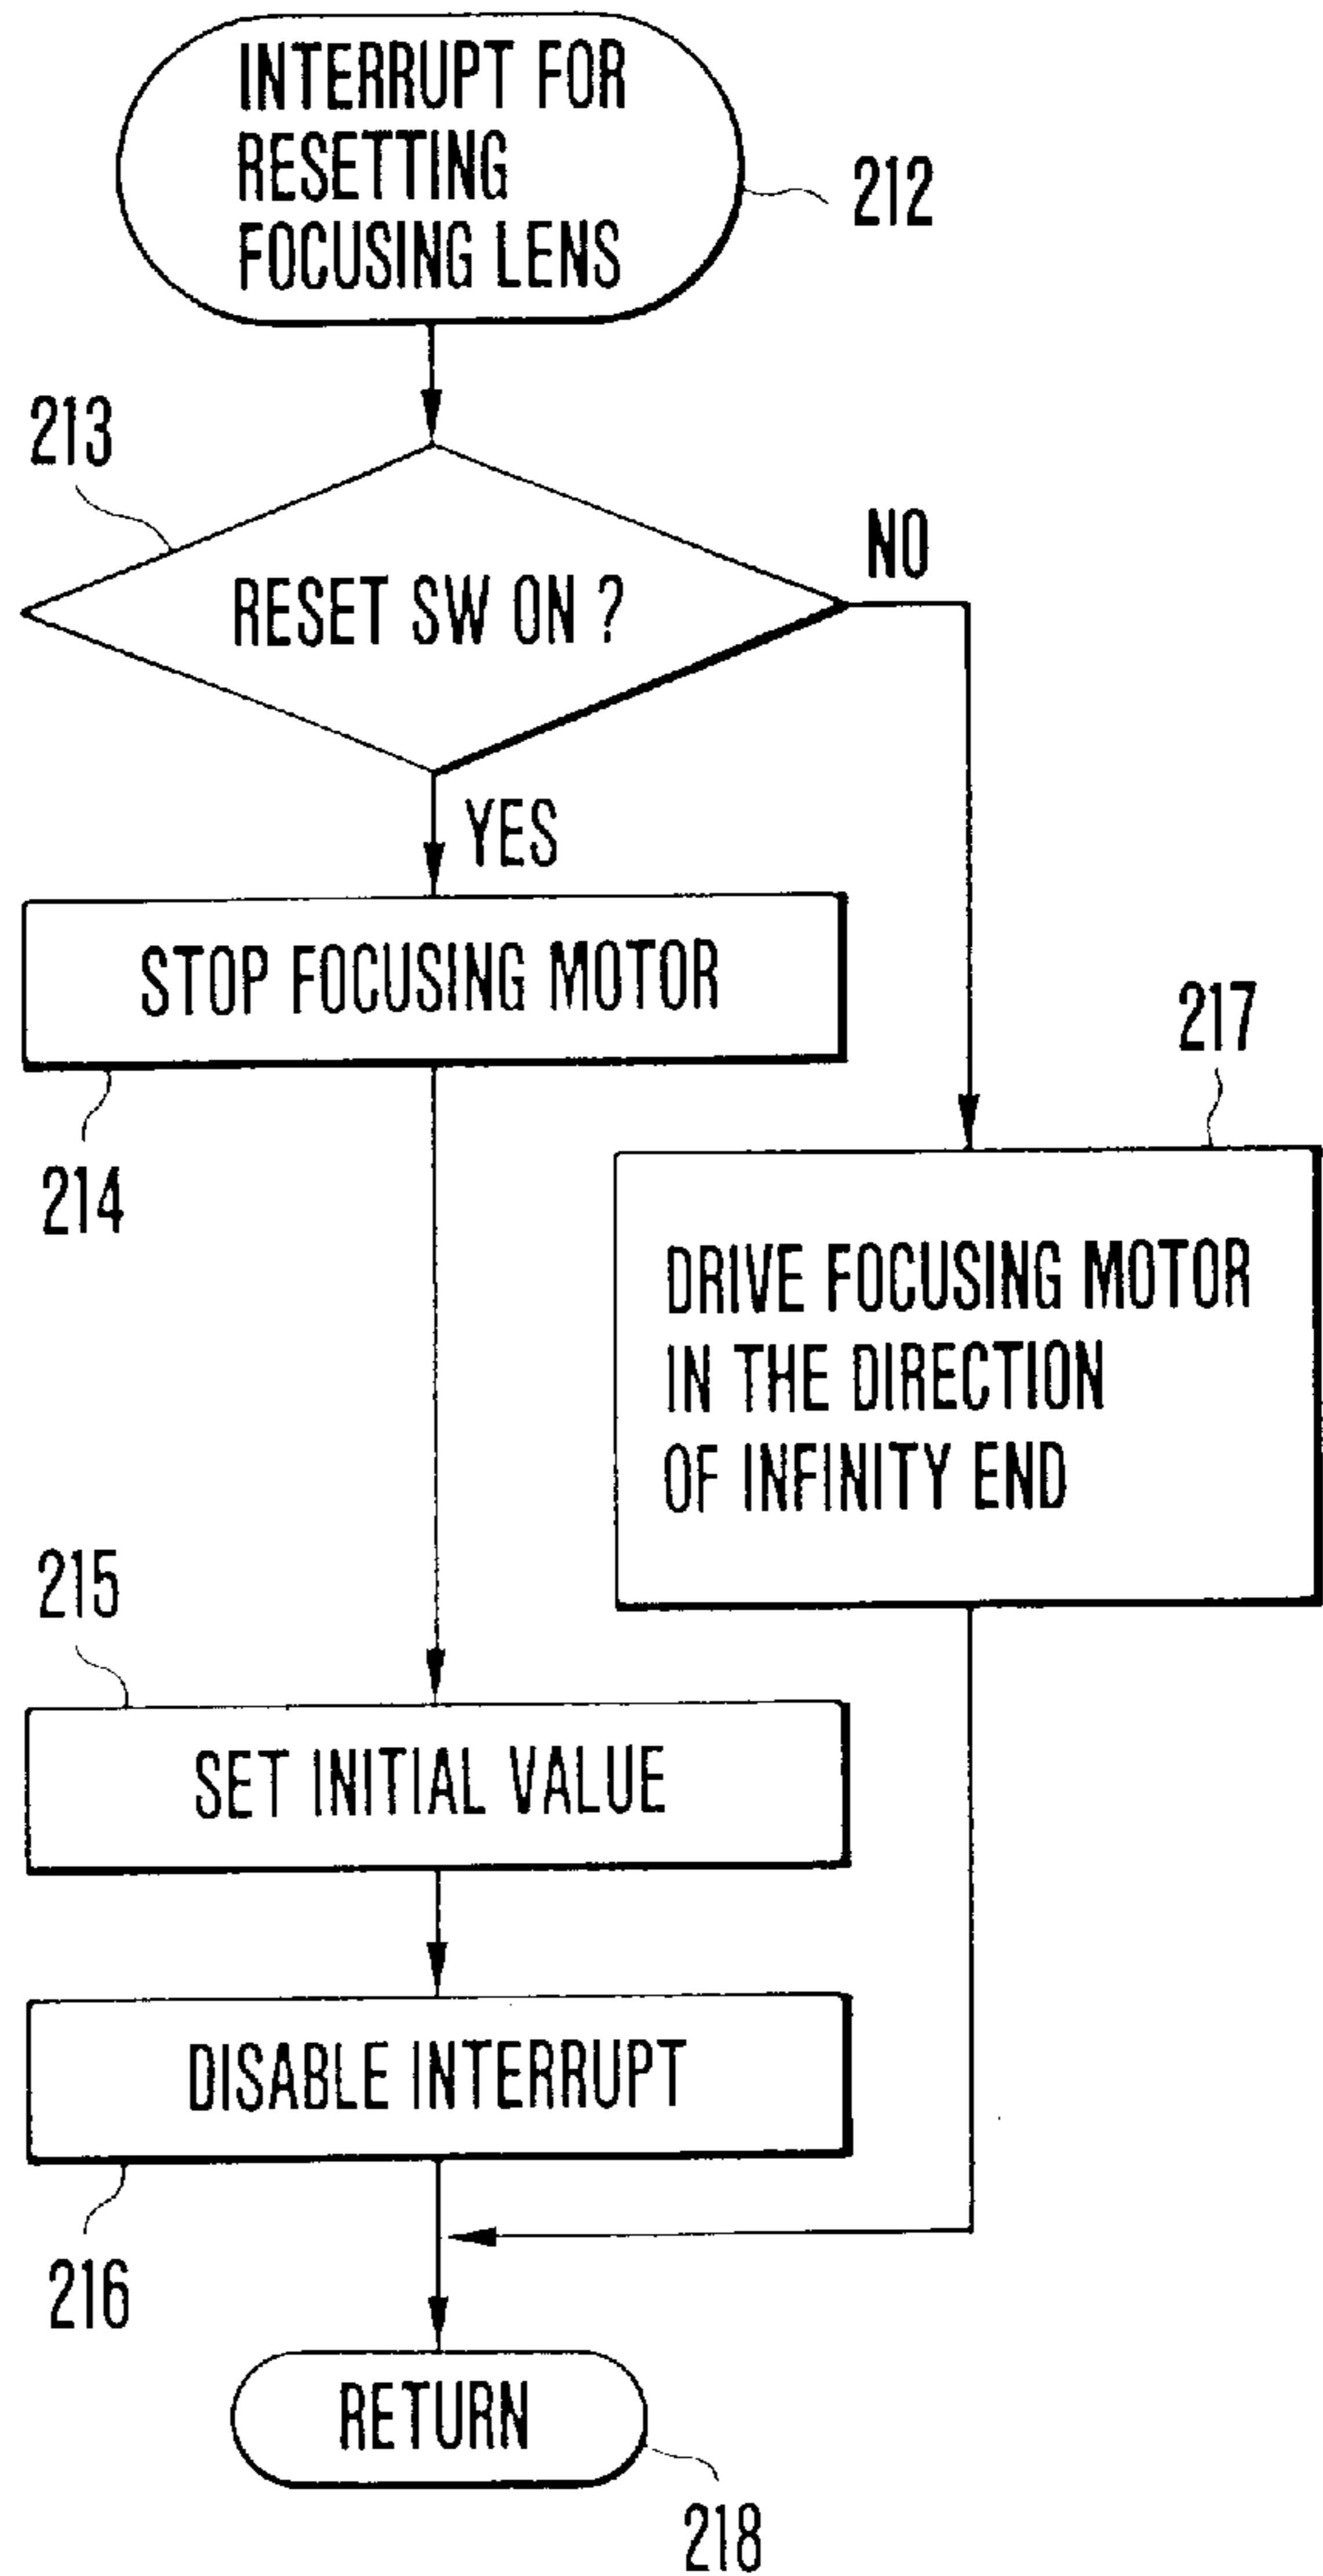 INTERRUPT FOR
RESETTING
FOCUSING LENS
212
213
RESET SW ON ?
NO
YES
STOP FOCUSING MOTOR
214
217
DRIVE FOCUSING MOTOR
IN THE DIRECTION
OF INFINITY END
215
SET INITIAL VALUE
DISABLE INTERRUPT
216
RETURN
218